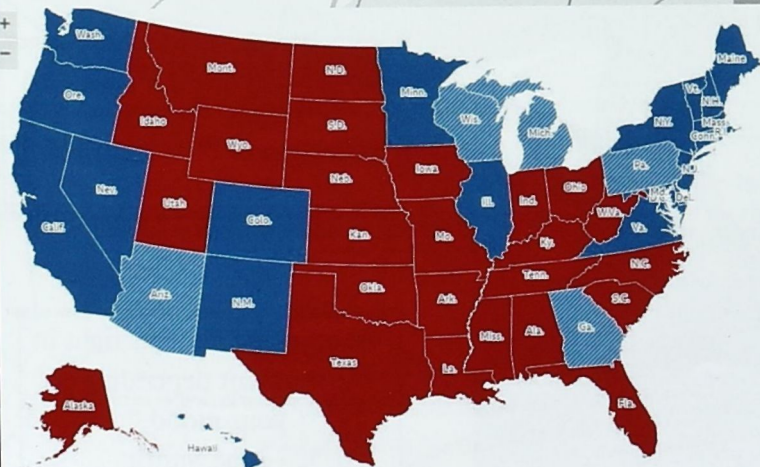 +
−
Wash.
Maine
Mont.
N.D.
Minn.
Vt.
N.H.
Ore.
Idaho
S.D.
Wis.
Mich.
N.Y.
Mass.
Conn.
R.I.
Wyo.
Iowa
Pa.
N.J.
Neb.
Ohio
Nev.
Utah
Colo.
Ill.
Ind.
W.Va.
Md.
Del.
Calif.
Kan.
Mo.
Ky.
Va.
Ariz.
N.M.
Okla.
Ark.
Tenn.
N.C.
S.C.
Miss.
Ala.
Ga.
Texas
La.
Fla.
Alaska
Hawaii